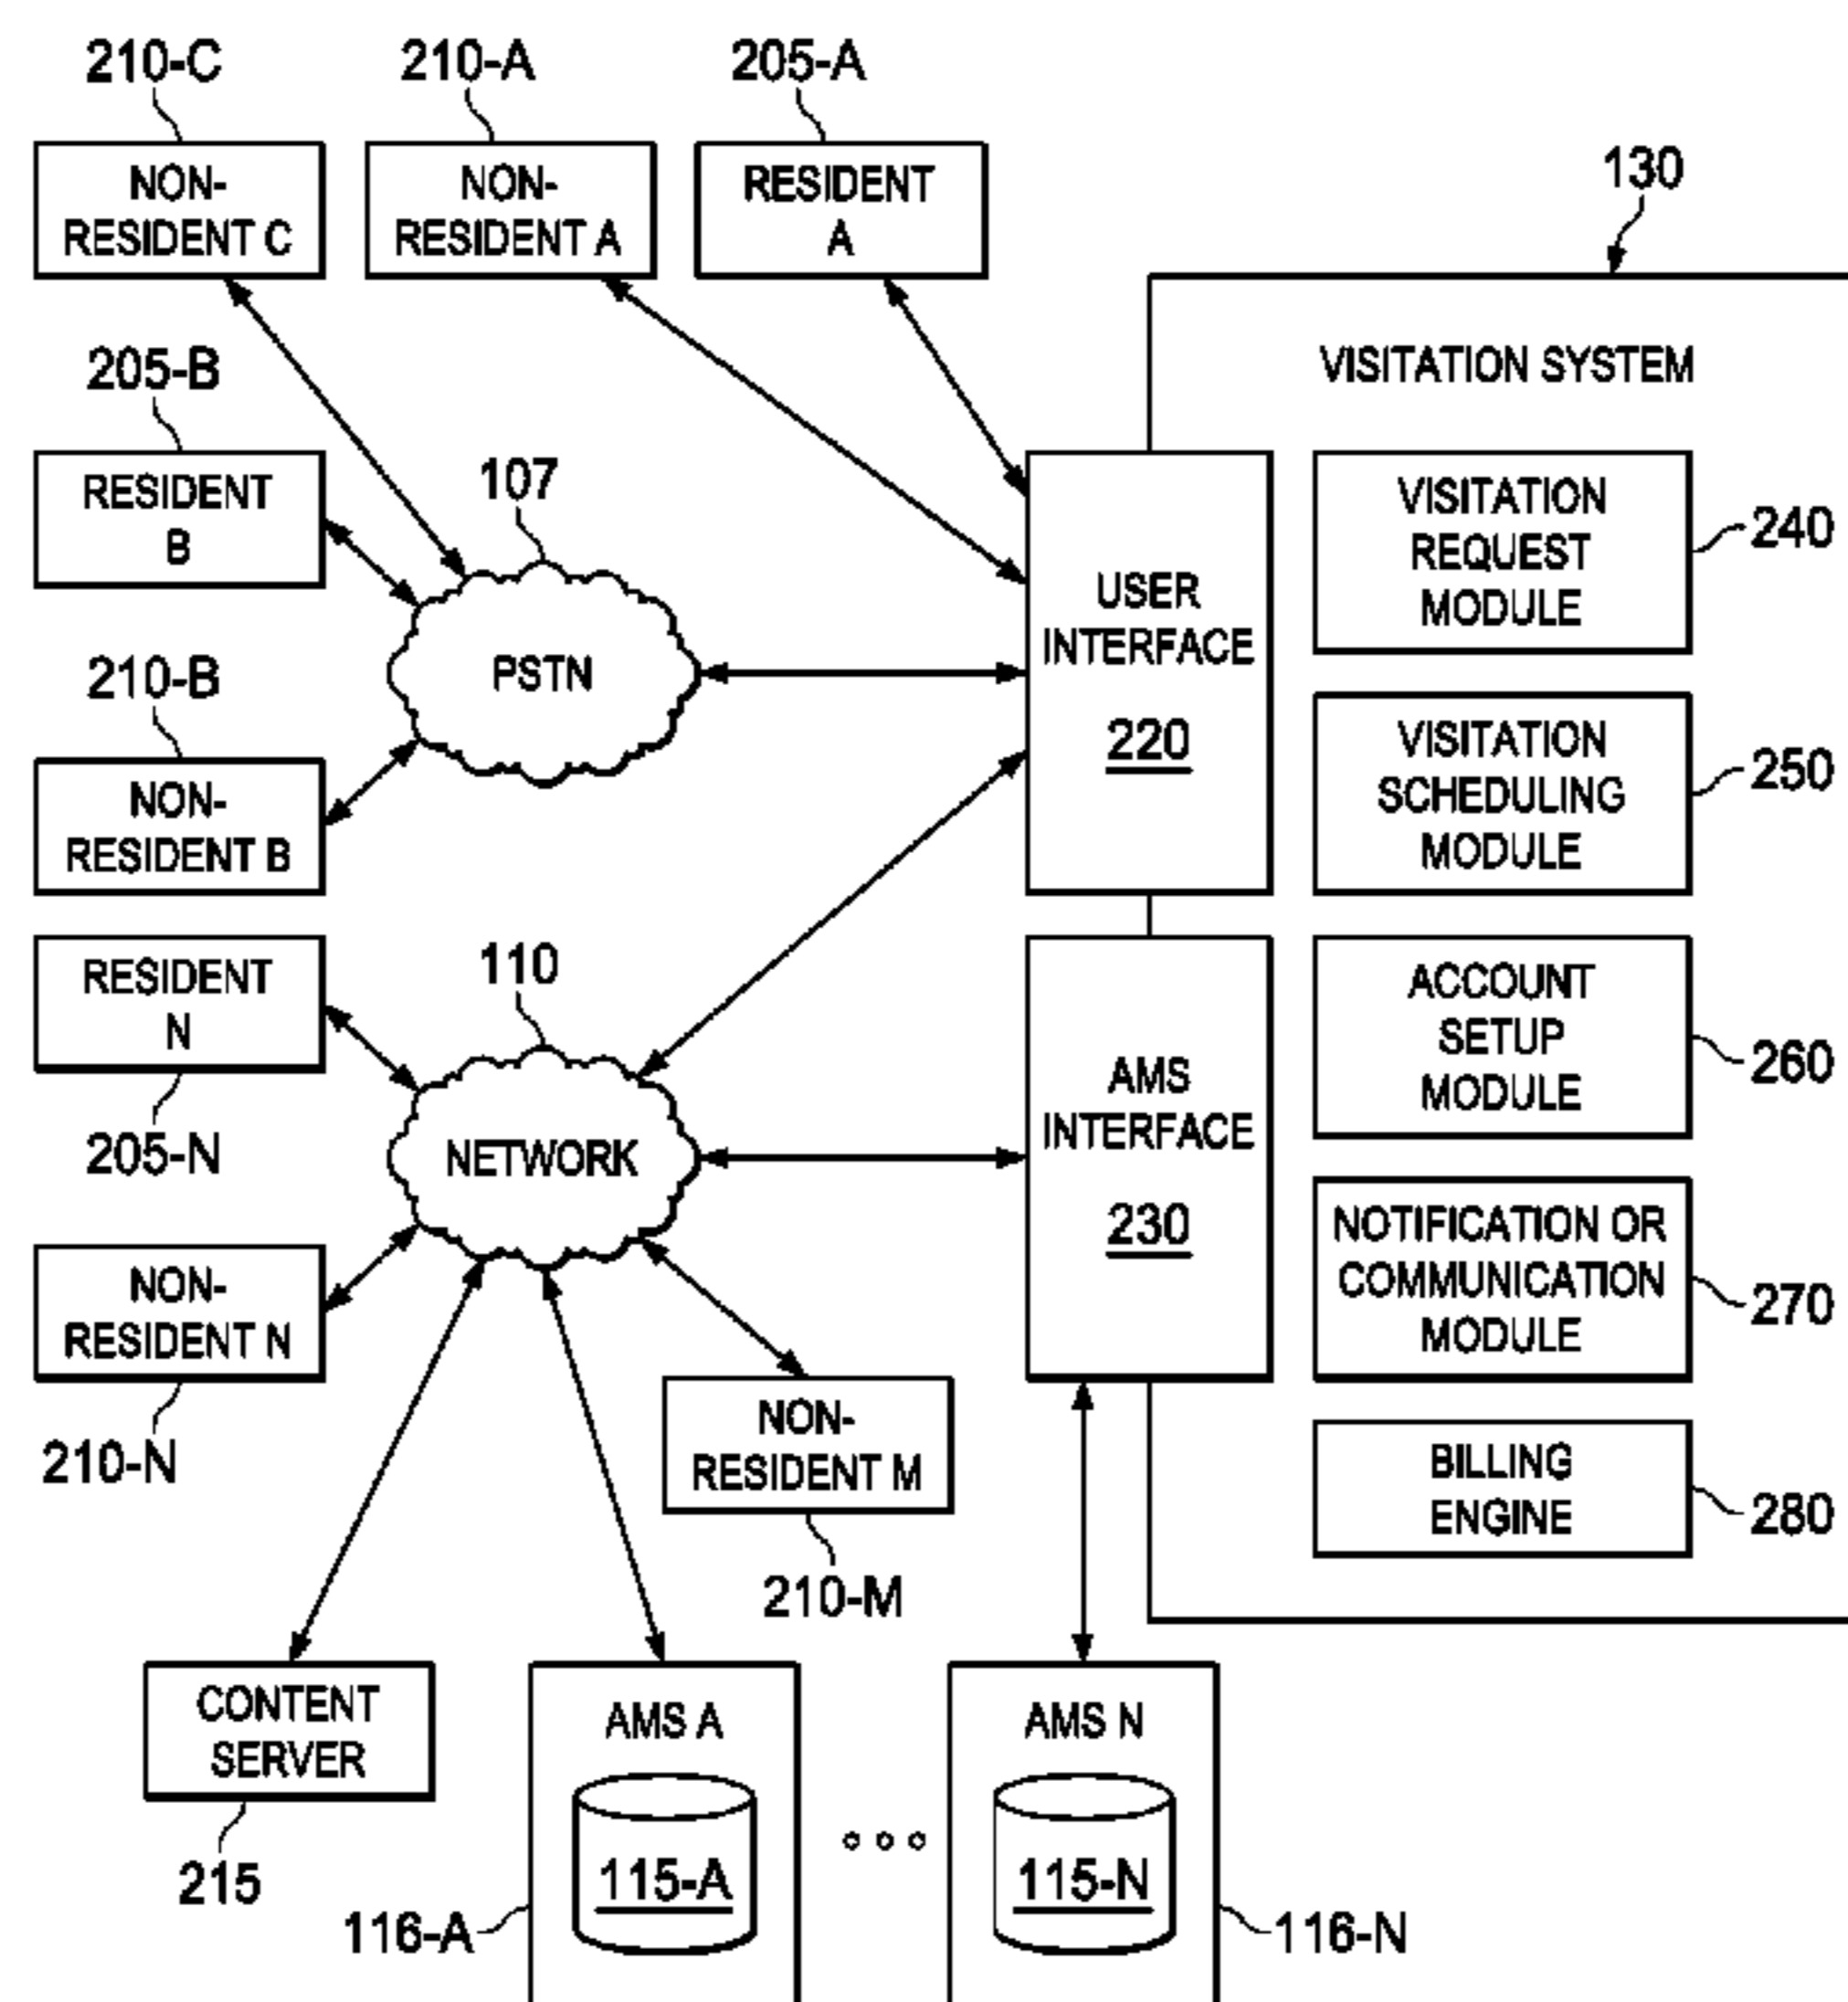 210-C
210-A
205-A
NON-
RESIDENT C
NON-
RESIDENT A
RESIDENT
A
130
VISITATION SYSTEM
205-B
RESIDENT
B
107
PSTN
210-B
NON-
RESIDENT B
USER
INTERFACE
220
VISITATION
REQUEST
MODULE
240
VISITATION
SCHEDULING
MODULE
250
RESIDENT
N
205-N
110
NETWORK
AMS
INTERFACE
230
ACCOUNT
SETUP
MODULE
260
NON-
RESIDENT N
210-N
NOTIFICATION OR
COMMUNICATION
MODULE
270
NON-
RESIDENT M
210-M
BILLING
ENGINE
280
CONTENT
SERVER
215
AMS A
115-A
116-A
AMS N
115-N
116-N